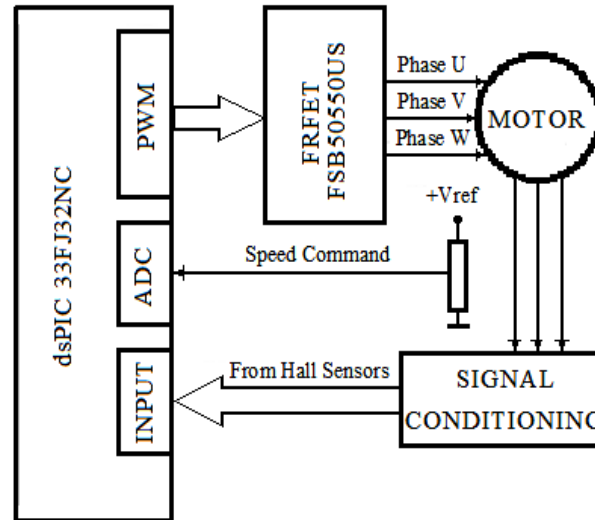 dsPIC 33FJ32NC
PWM
FRFET
FSB50550US
Phase U
Phase V
Phase W
MOTOR
+Vref
ADC
Speed Command
INPUT
From Hall Sensors
SIGNAL
CONDITIONING